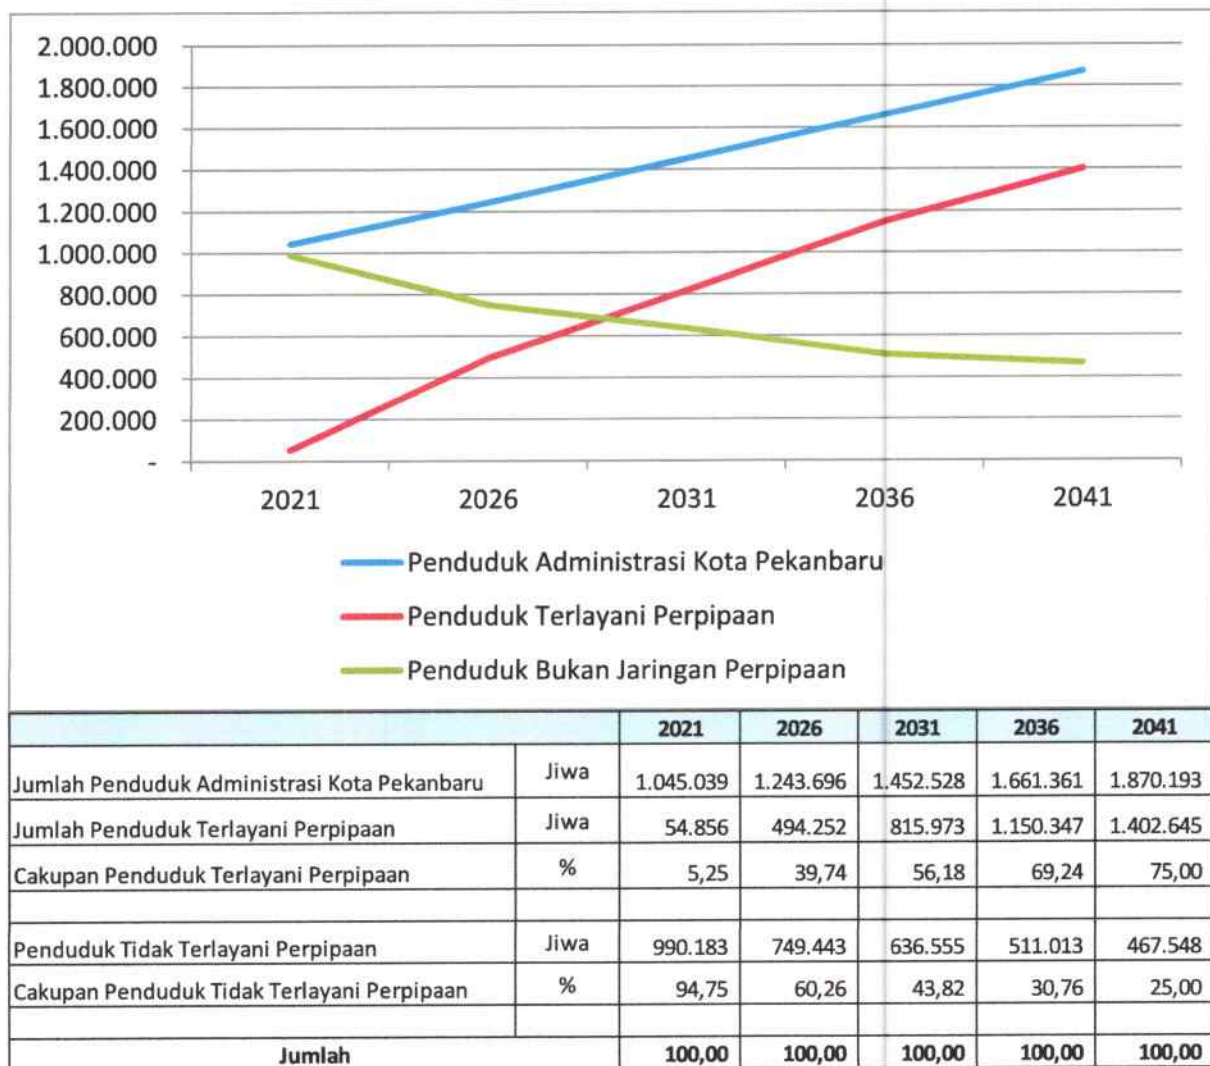 2.000.000
1.800.000
1.600.000
1.400.000
1.200.000
1.000.000
800.000
600.000
400.000
200.000
-
2021 2026 2031 2036 2041
Penduduk Administrasi Kota Pekanbaru
Penduduk Terlayani Perpipaan
Penduduk Bukan Jaringan Perpipaan
2021 2026 2031 2036 2041
Jumlah Penduduk Administrasi Kota Pekanbaru Jiwa 1.045.039 1.243.696 1.452.528 1.661.361 1.870.193
Jumlah Penduduk Terlayani Perpipaan Jiwa 54.856 494.252 815.973 1.150.347 1.402.645
Cakupan Penduduk Terlayani Perpipaan % 5,25 39,74 56,18 69,24 75,00
Penduduk Tidak Terlayani Perpipaan Jiwa 990.183 749.443 636.555 511.013 467.548
Cakupan Penduduk Tidak Terlayani Perpipaan % 94,75 60,26 43,82 30,76 25,00
Jumlah 100,00 100,00 100,00 100,00 100,00